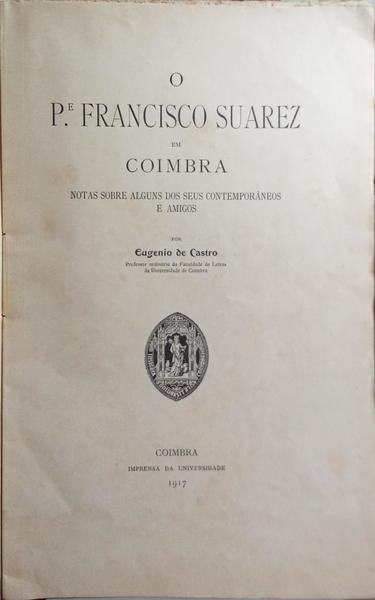 O
P.E FRANCISCO SUAREZ
EM
COIMBRA
NOTAS SOBRE ALGUNS DOS SEUS CONTEMPORÂNEOS
E AMIGOS
POR
Eugenio de Castro
Professor ordinário da Faculdade de Letras
da Universidade de Coimbra
COIMBRA
IMPRENSA DA UNIVERSIDADE
1917